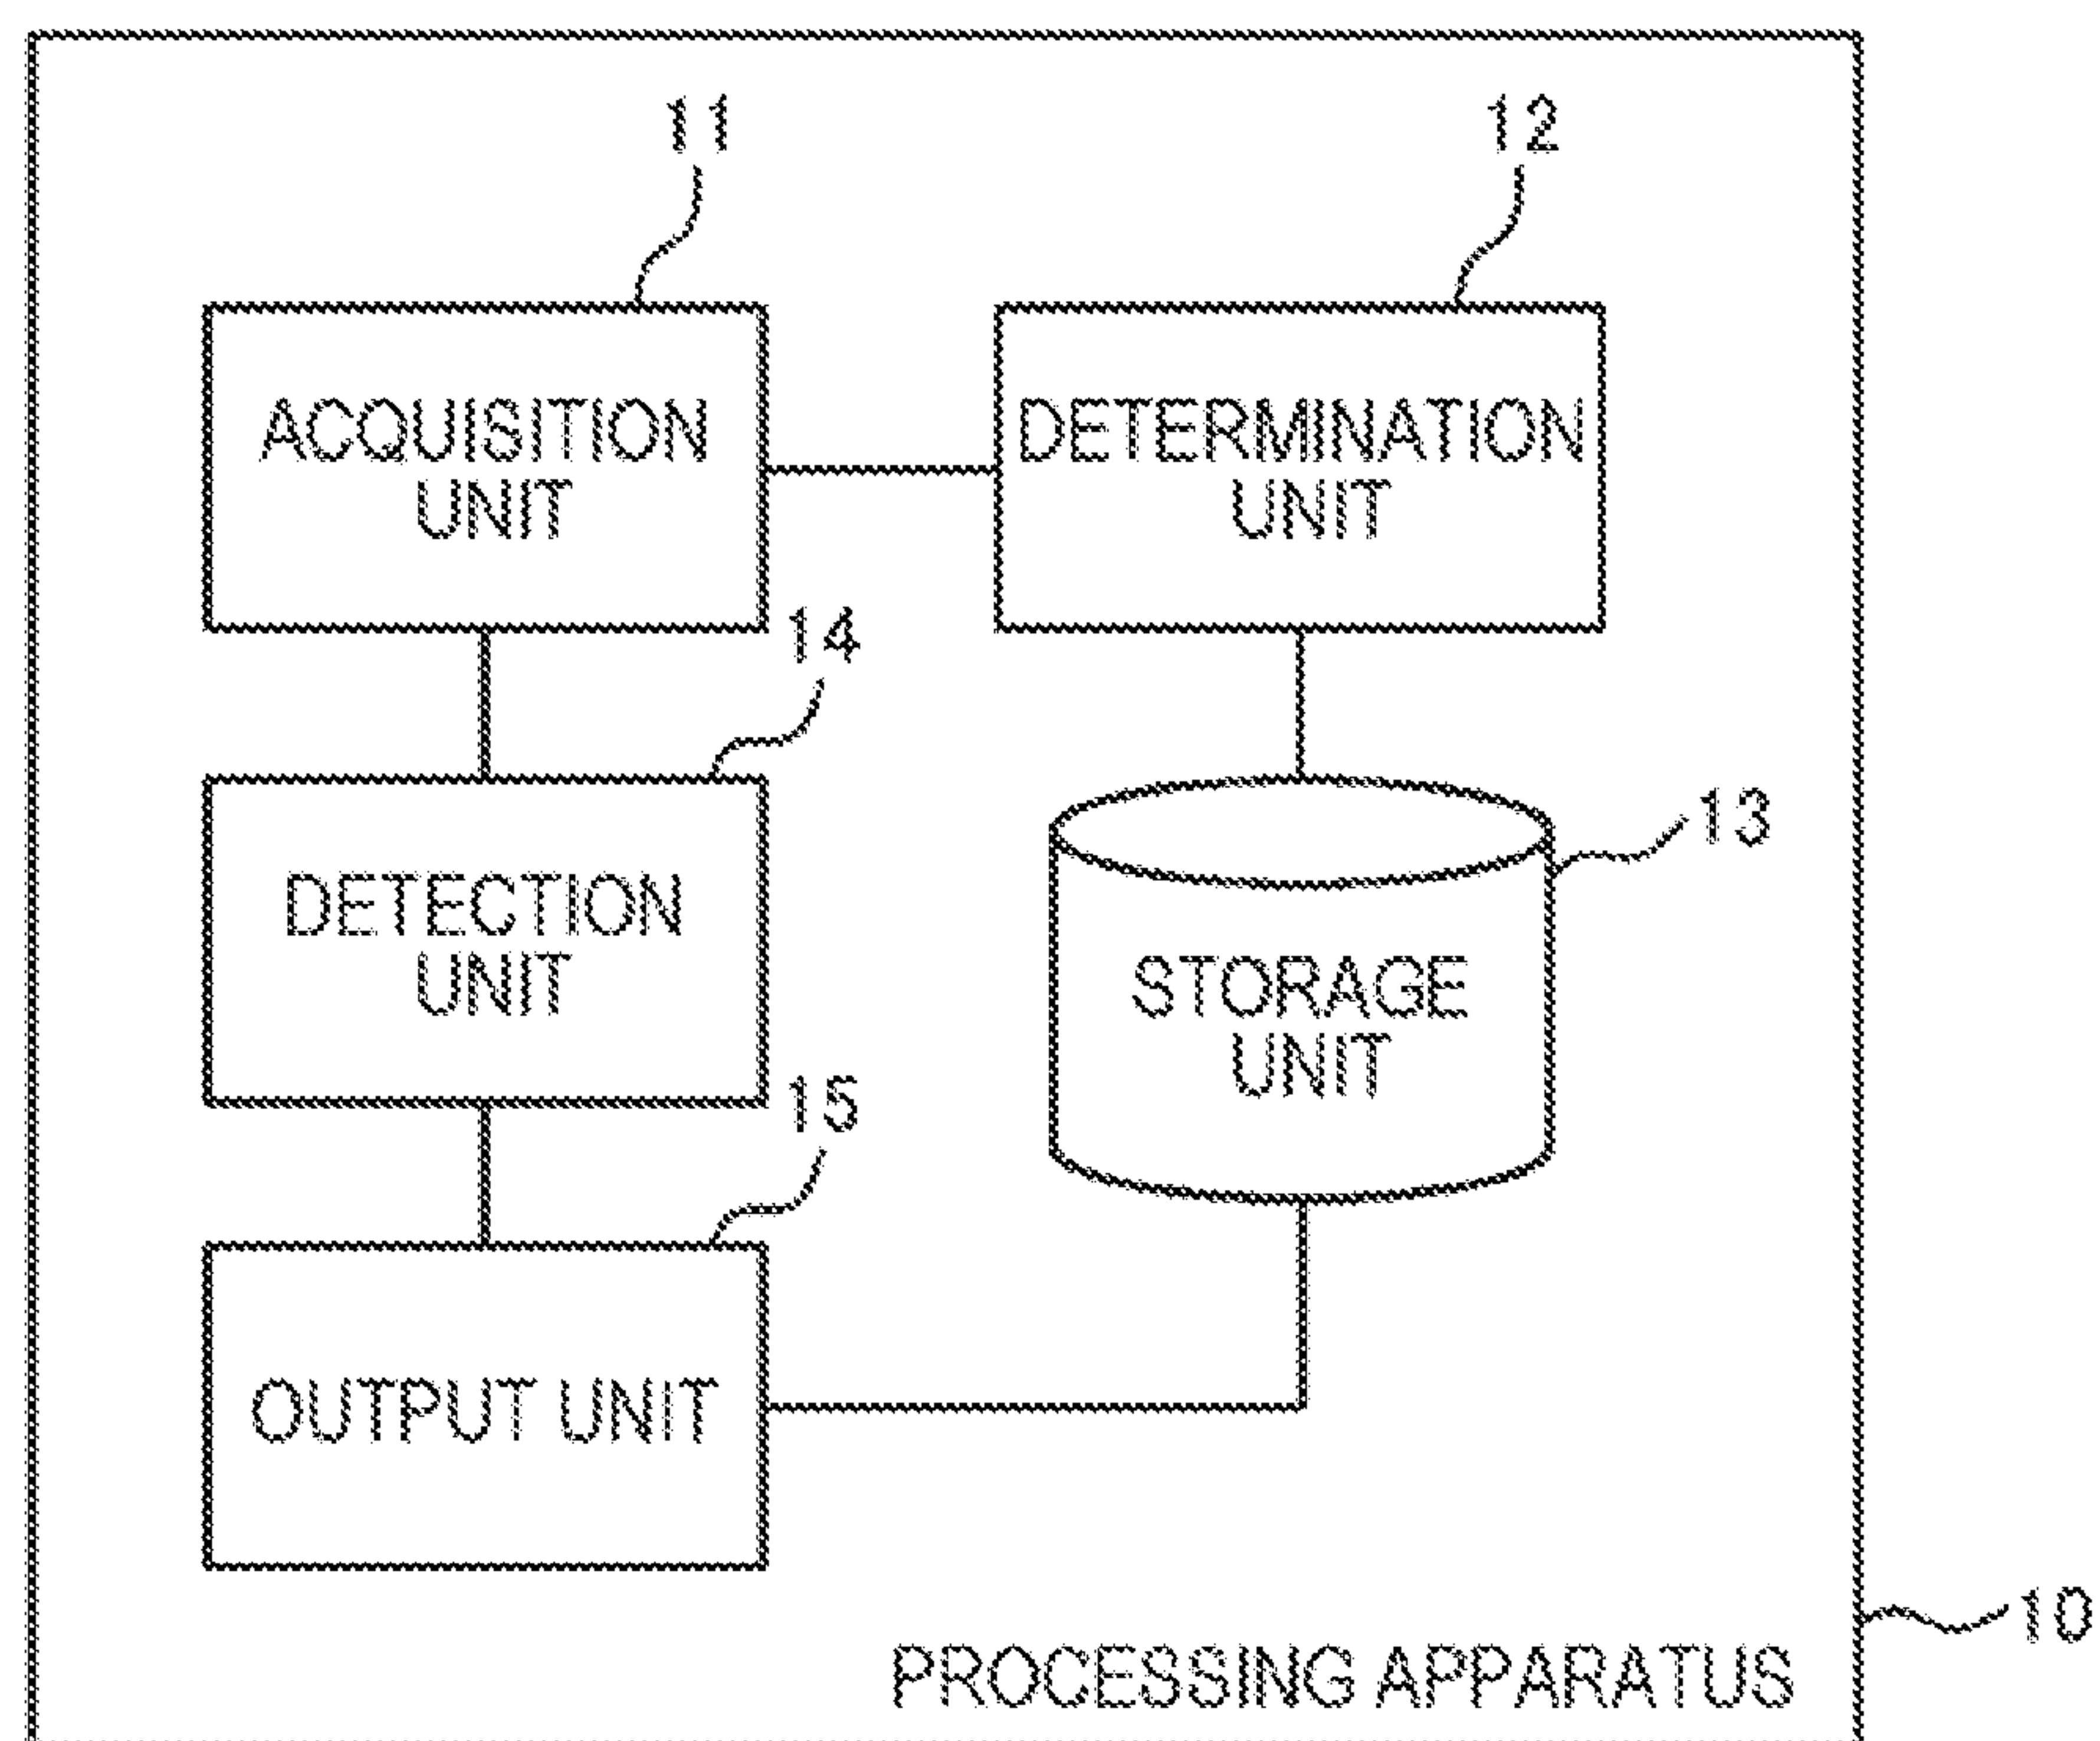 11
12
ACQUISITION
UNIT
DETERMINATION
UNIT
14
13
DETECTION
UNIT
STORAGE
UNIT
15
OUTPUT UNIT
10
PROCESSING APPARATUS